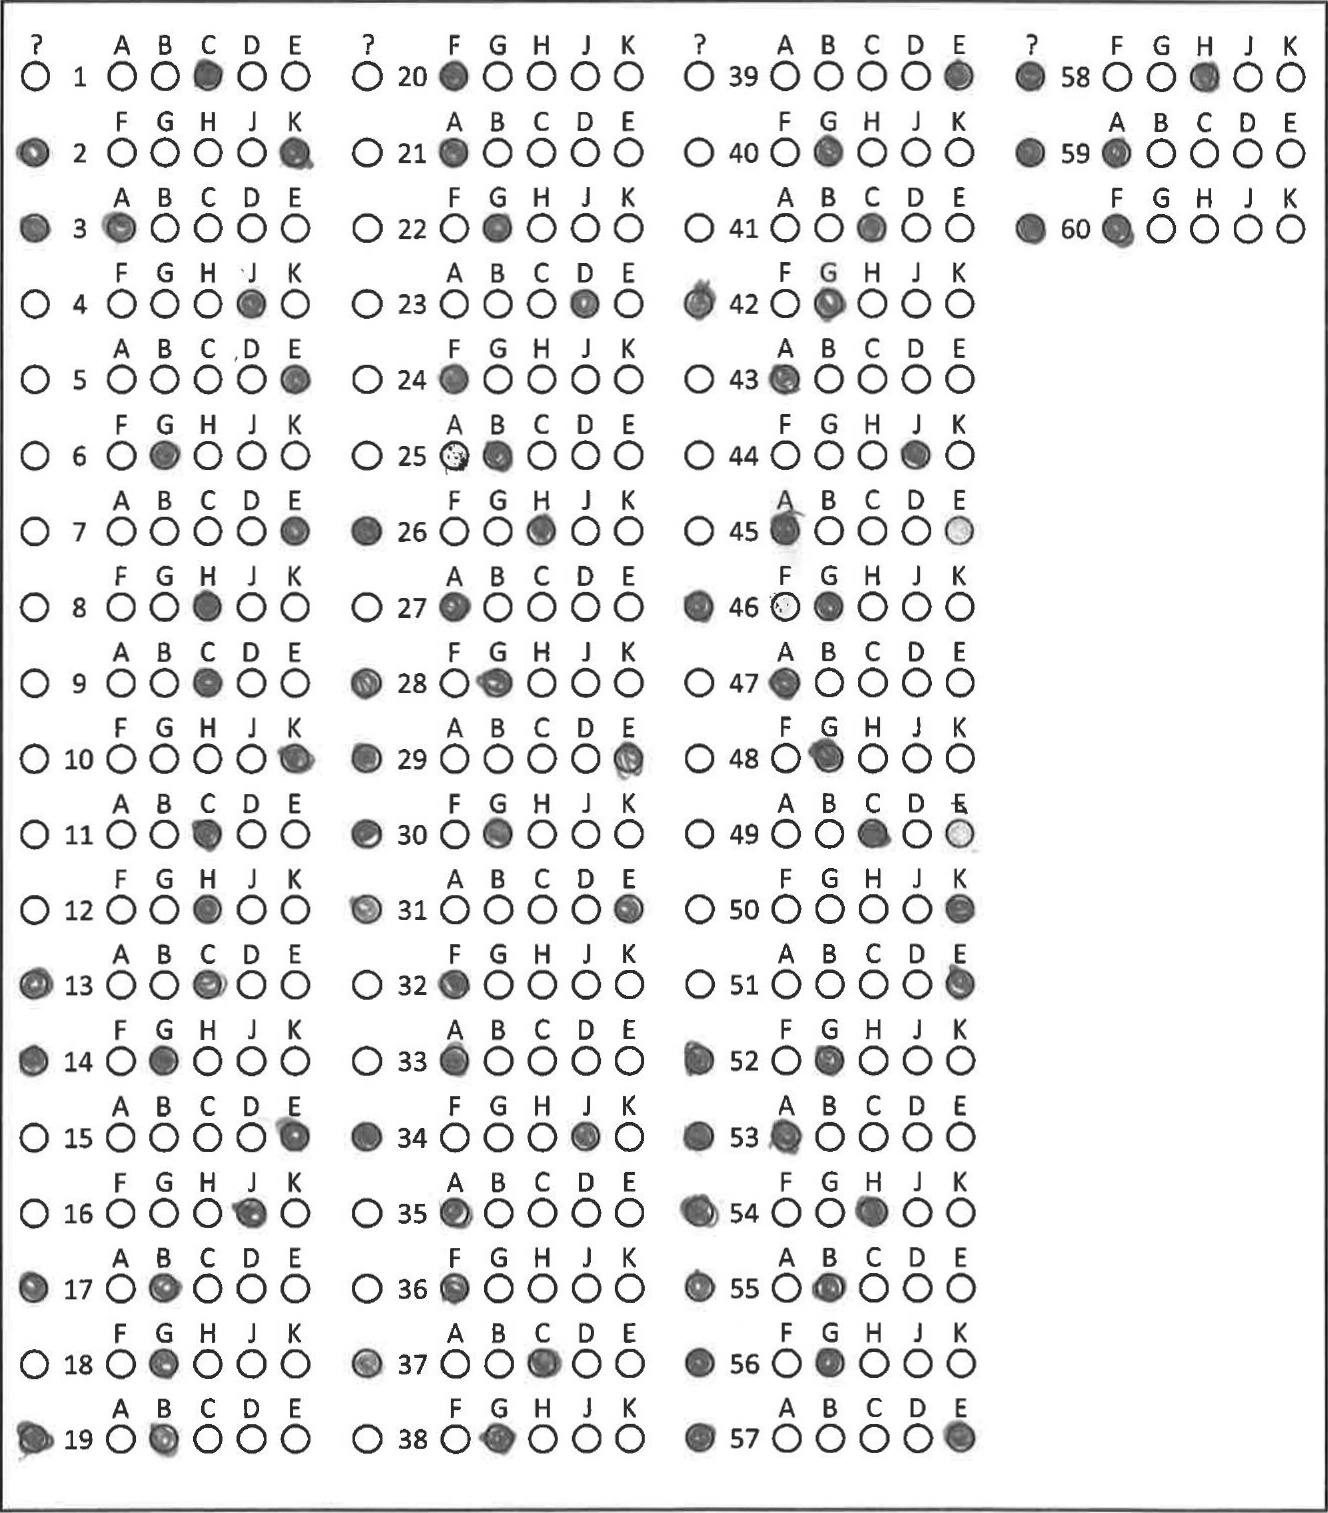 ? A B C D E
1
F G H J K
2
A B C D E
3
F G H J K
4
A B C D E
5
F G H J K
6
A B C D E
7
F G H J K
8
A B C D E
9
F G H J K
10
A B C D E
11
F G H J K
12
A B C D E
13
F G H J K
14
A B C D E
15
F G H J K
16
A B C D E
17
F G H J K
18
A B C D E
19
? F G H J K
20
A B C D E
21
F G H J K
22
A B C D E
23
F G H J K
24
A B C D E
25
F G H J K
26
A B C D E
27
F G H J K
28
A B C D E
29
F G H J K
30
A B C D E
31
F G H J K
32
A B C D E
33
F G H J K
34
A B C D E
35
F G H J K
36
A B C D E
37
F G H J K
38
? A B C D E
39
F G H J K
40
A B C D E
41
F G H J K
42
A B C D E
43
F G H J K
44
A B C D E
45
F G H J K
46
A B C D E
47
F G H J K
48
A B C D E
49
F G H J K
50
A B C D E
51
F G H J K
52
A B C D E
53
F G H J K
54
A B C D E
55
F G H J K
56
A B C D E
57
? F G H J K
58
A B C D E
59
F G H J K
60